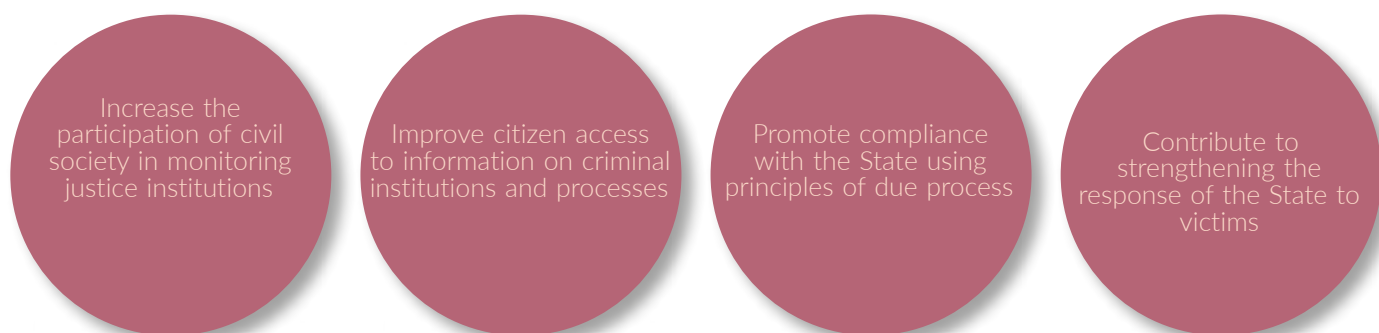 Increase the
participation of civil
society in monitoring
justice institutions
Improve citizen access
to information on criminal
institutions and processes
Promote compliance
with the State using
principles of due process
Contribute to
strengthening the
response of the State to
victims